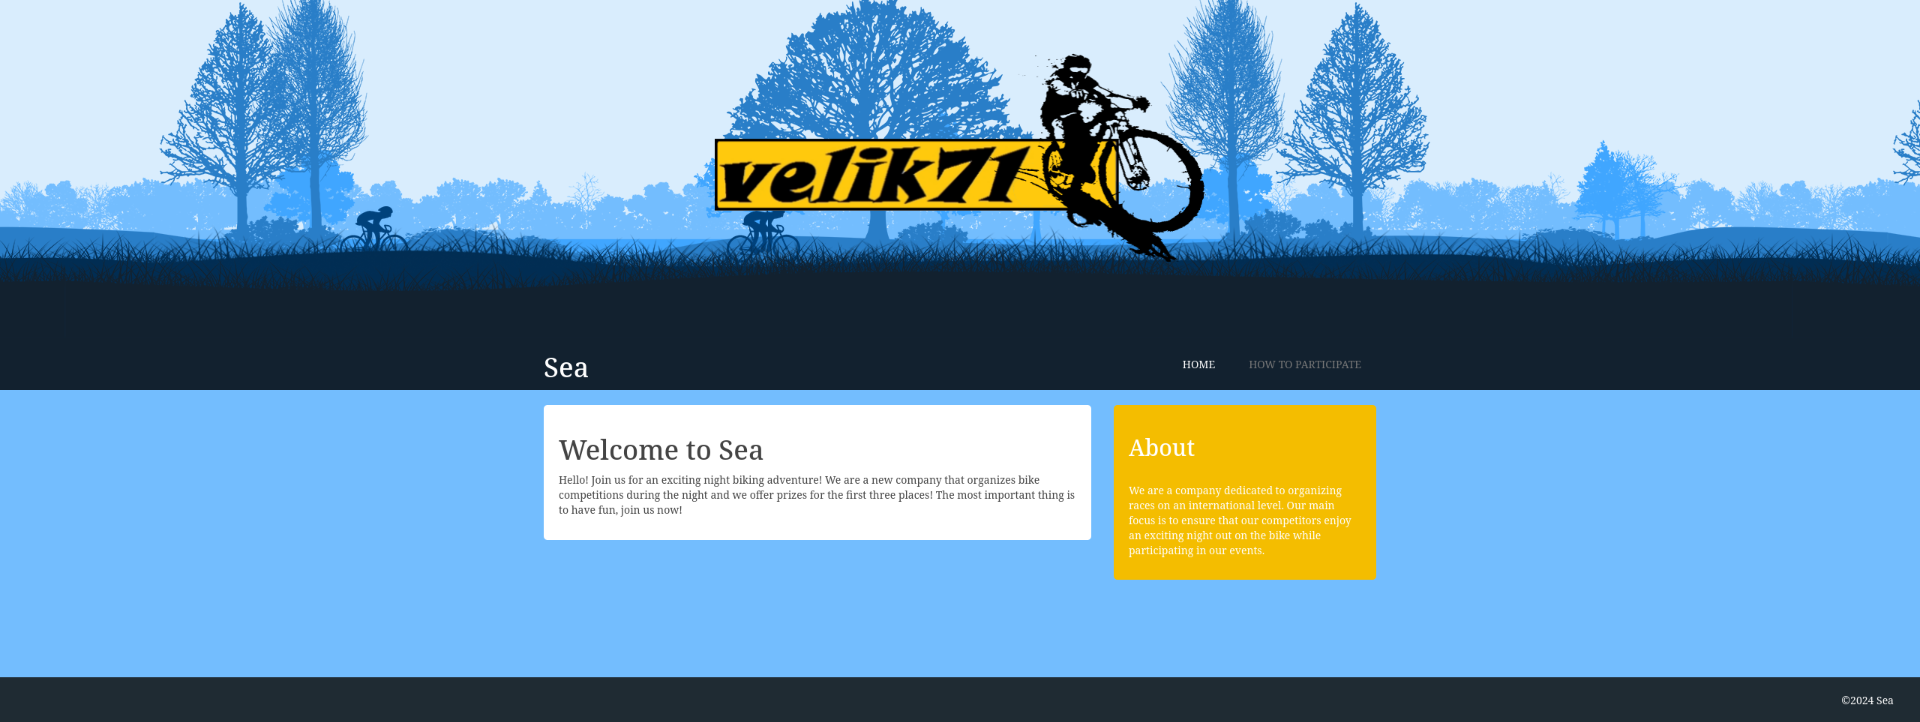 velik71
Sea
HOME
HOW TO PARTICIPATE
Welcome to Sea
Hello! Join us for an exciting night biking adventure! We are a new company that organizes bike
competitions during the night and we offer prizes for the first three places! The most important thing is
to have fun, join us now!
About
We are a company dedicated to organizing
races on an international level. Our main
focus is to ensure that our competitors enjoy
an exciting night out on the bike while
participating in our events.
©2024 Sea